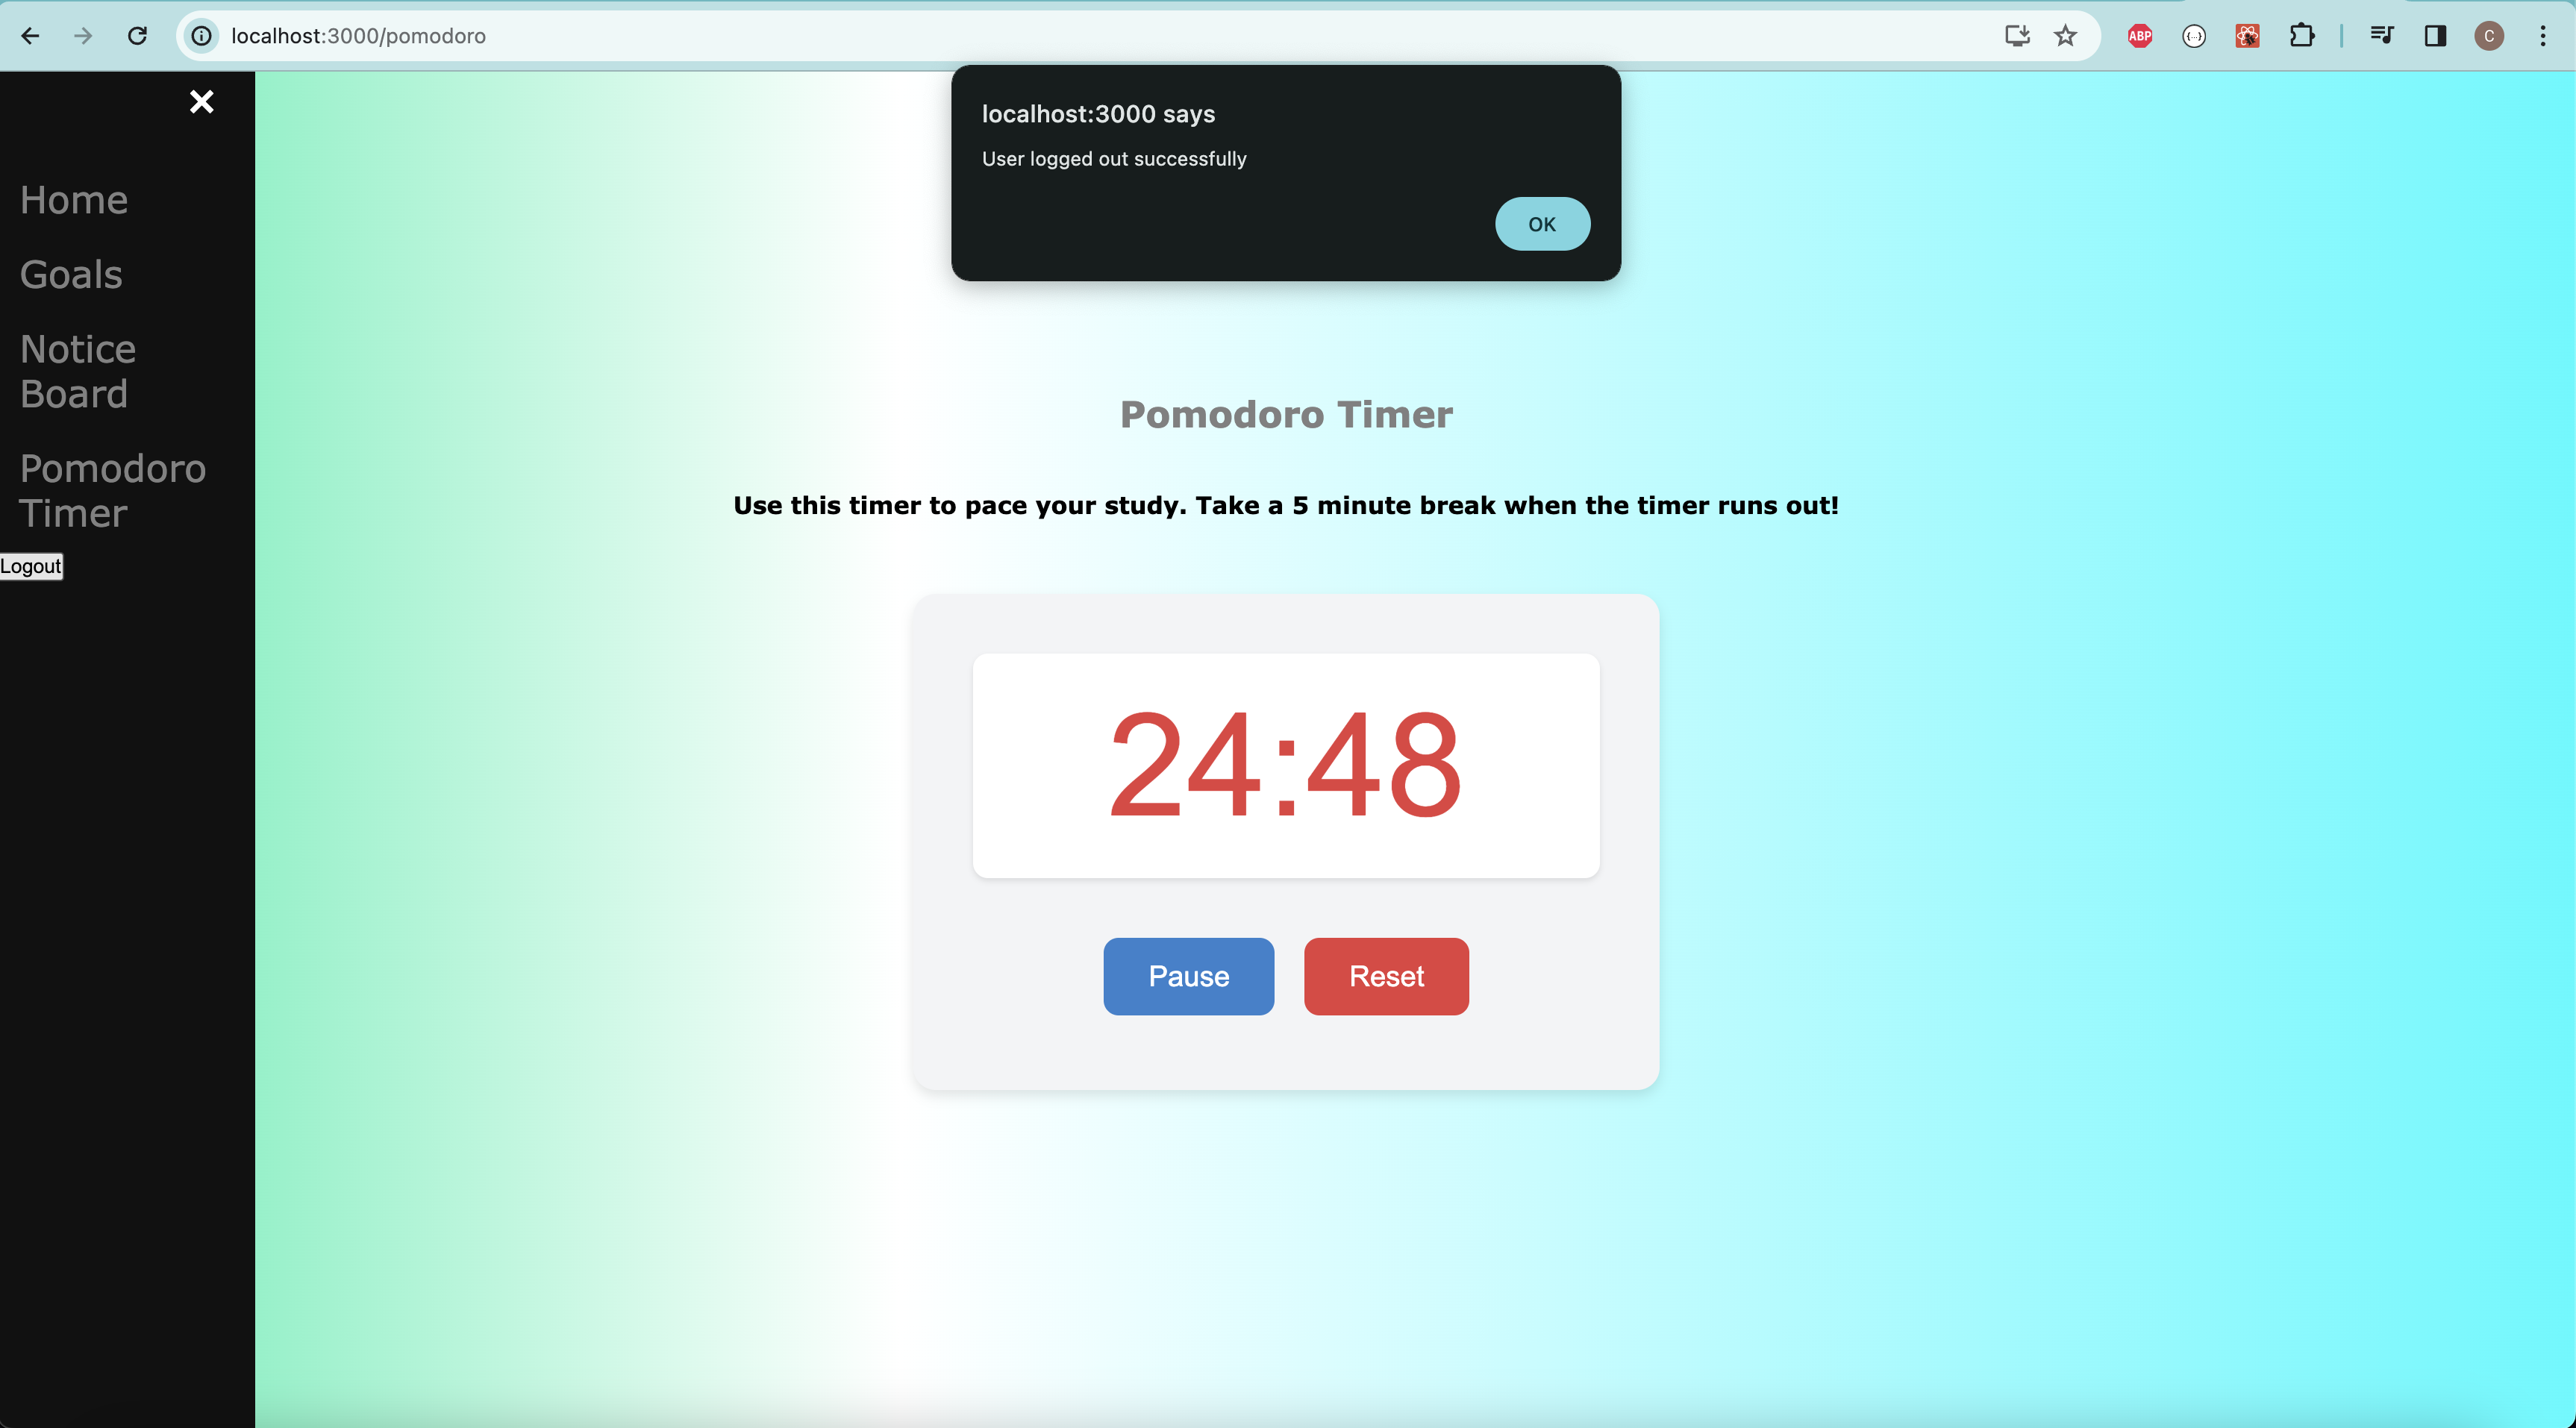 localhost:3000/pomodoro
ABP
{...}
C
localhost:3000 says
User logged out successfully
OK
Home
Goals
Notice
Board
Pomodoro
Timer
Logout
Pomodoro Timer
Use this timer to pace your study. Take a 5 minute break when the timer runs out!
24:48
Pause
Reset